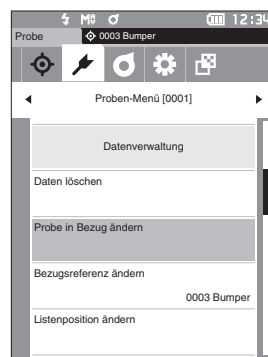 M⇧ 12:34
Probe 0003 Bumper
Proben-Menü [0001]
Datenverwaltung
Daten löschen
Probe in Bezug ändern
Bezugsreferenz ändern
0003 Bumper
Listenposition ändern